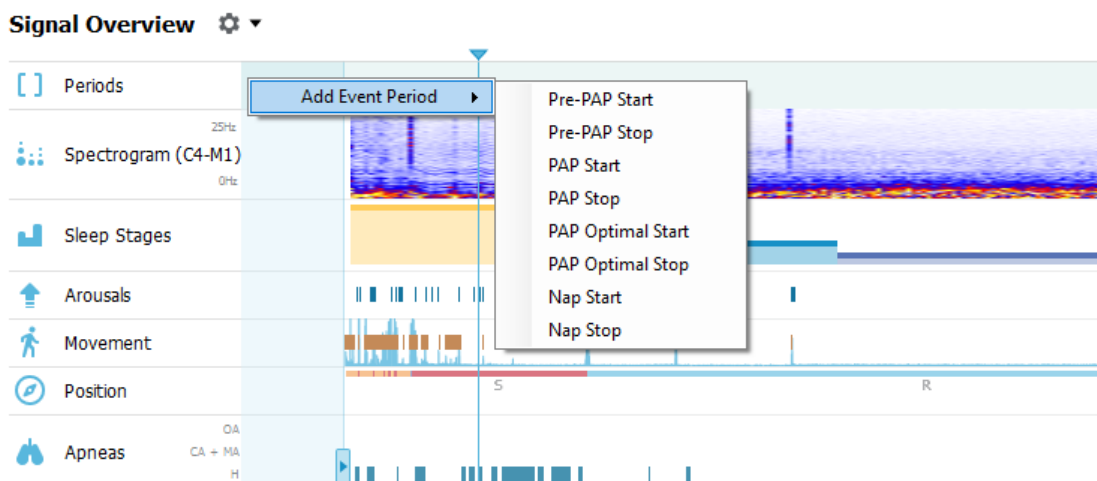 Signal Overview
Periods
Add Event Period
Pre-PAP Start
Pre-PAP Stop
PAP Start
PAP Stop
PAP Optimal Start
PAP Optimal Stop
Nap Start
Nap Stop
25Hz
Spectrogram (C4-M1)
0Hz
Sleep Stages
Arousals
Movement
Position
S
R
Apneas
OA
CA + MA
H